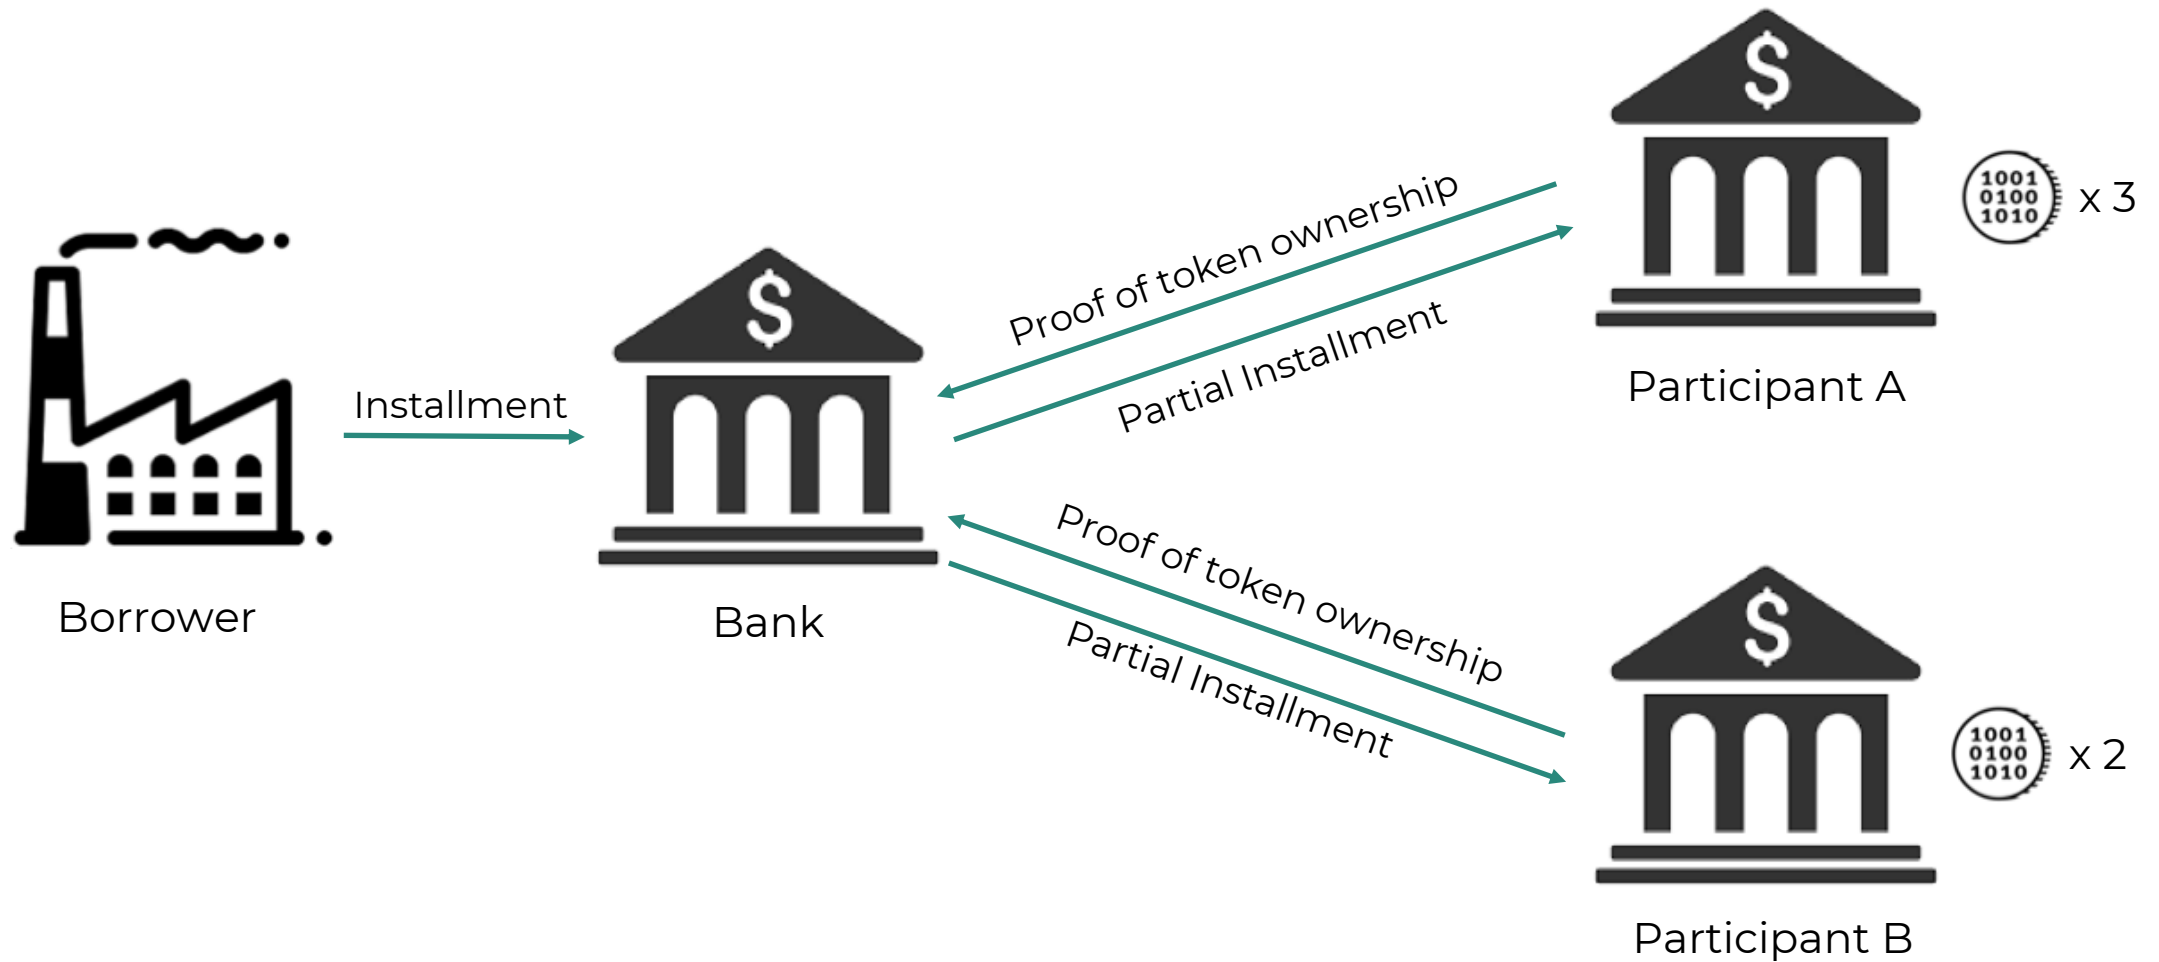 $
1001
0100
1010
x 3
Proof of token ownership
Partial Installment
Participant A
$
Installment
Borrower
Bank
Proof of token ownership
Partial Installment
$
1001
0100
1010
x 2
Participant B